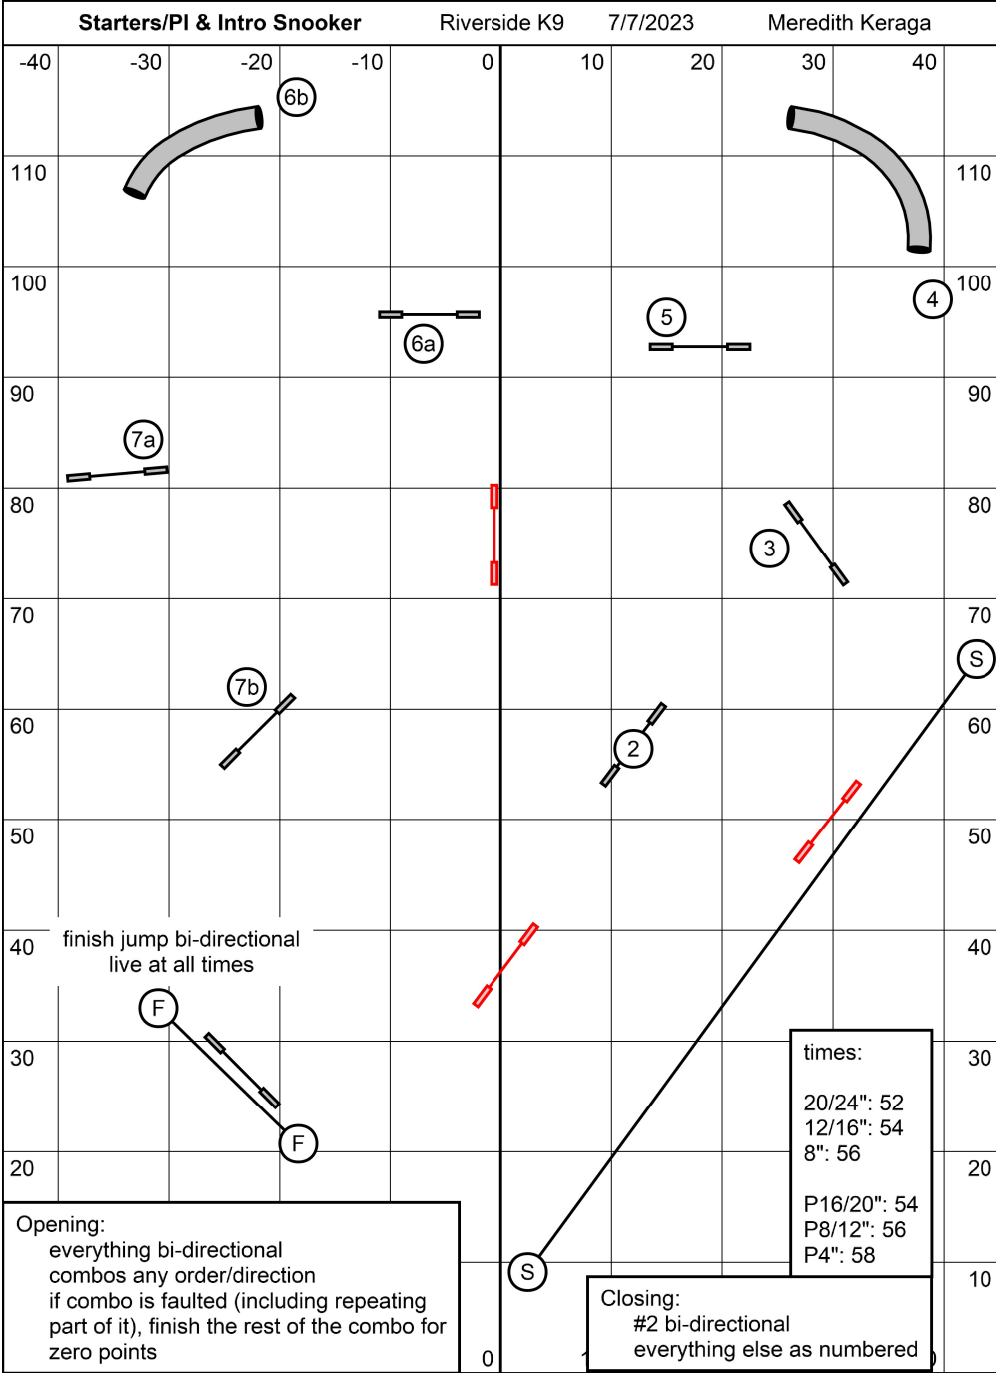 Starters/PI & Intro Snooker Riverside K9 7/7/2023 Meredith Keraga
-40 -30 -20 -10 0 10 20 30 40
6b
110 110
100
4
5
6a
90 90
7a
80 80
3
70 70
S
7b
60 60
2
50 50
40 40
finish jump bi-directional
live at all times
F
30 30
F
times:
20/24": 52
12/16": 54
8": 56
P16/20": 54
P8/12": 56
P4": 58
20 20
Opening:
everything bi-directional
combos any order/direction
if combo is faulted (including repeating
part of it), finish the rest of the combo for
zero points
S
10
Closing:
#2 bi-directional
everything else as numbered
0